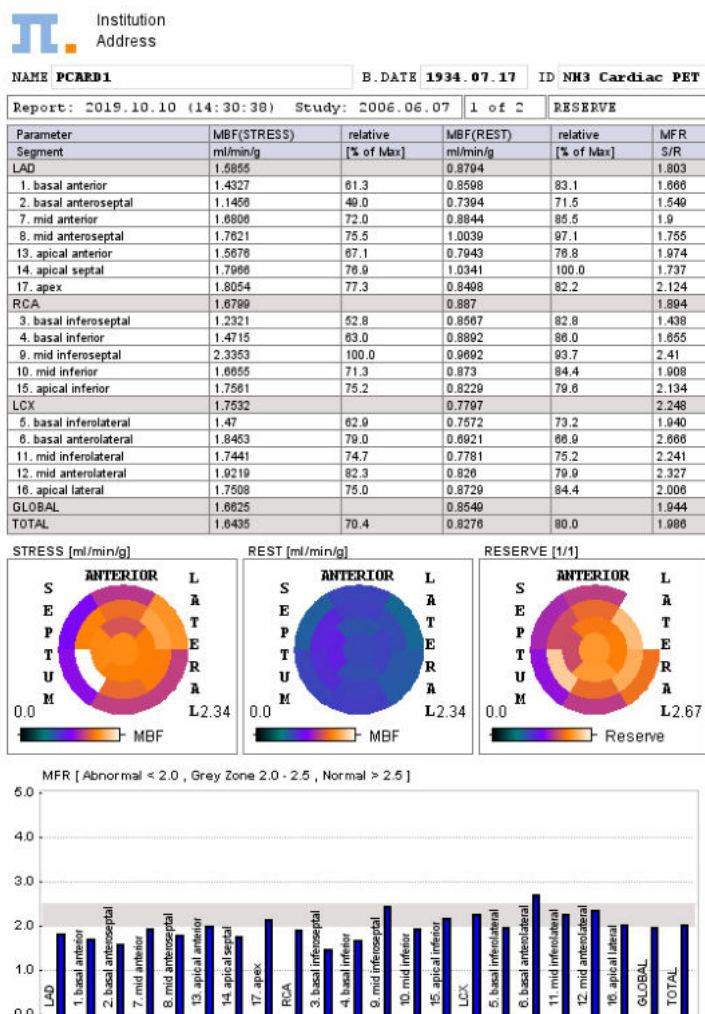 Institution
Address
NAME PCARD1 B.DATE 1934.07.17 ID NH3 Cardiac PET
Report: 2019.10.10 (14:30:38) Study: 2006.06.07 1 of 2 RESERVE
Parameter MBF(STRESS) relative MBF(REST) relative MFR
Segment ml/min/g [% of Max] ml/min/g [% of Max] S/R
LAD 1.5855 0.8794 1.803
1. basal anterior 1.4327 61.3 0.8598 83.1 1.666
2. basal anteroseptal 1.1456 49.0 0.7394 71.5 1.549
7. mid anterior 1.6806 72.0 0.8844 85.5 1.9
8. mid anteroseptal 1.7621 75.5 1.0039 97.1 1.755
13. apical anterior 1.5676 67.1 0.7943 76.8 1.974
14. apical septal 1.7966 76.9 1.0341 100.0 1.737
17. apex 1.8054 77.3 0.8498 82.2 2.124
RCA 1.6799 0.887 1.894
3. basal inferoseptal 1.2321 52.8 0.8567 82.8 1.438
4. basal inferior 1.4715 63.0 0.8892 86.0 1.655
9. mid inferoseptal 2.3353 100.0 0.9692 93.7 2.41
10. mid inferior 1.6655 71.3 0.873 84.4 1.908
15. apical inferior 1.7561 75.2 0.8229 79.6 2.134
LCX 1.7532 0.7797 2.248
5. basal inferolateral 1.47 62.9 0.7572 73.2 1.940
6. basal anterolateral 1.8453 79.0 0.6921 66.9 2.666
11. mid inferolateral 1.7441 74.7 0.7781 75.2 2.241
12. mid anterolateral 1.9219 82.3 0.826 79.9 2.327
16. apical lateral 1.7508 75.0 0.8729 84.4 2.006
GLOBAL 1.6625 0.8549 1.944
TOTAL 1.6435 70.4 0.8276 80.0 1.986
STRESS [ml/min/g]
ANTERIOR
SEPTUM
LATERAL
0.0 2.34
MBF
REST [ml/min/g]
ANTERIOR
SEPTUM
LATERAL
0.0 2.34
MBF
RESERVE [1/1]
ANTERIOR
SEPTUM
LATERAL
0.0 2.67
Reserve
MFR [ Abnormal < 2.0 , Grey Zone 2.0 - 2.5 , Normal > 2.5 ]
5.0
4.0
3.0
2.0
1.0
0.0
LAD
1. basal anterior
2. basal anteroseptal
7. mid anterior
8. mid anteroseptal
13. apical anterior
14. apical septal
17. apex
RCA
3. basal inferoseptal
4. basal inferior
9. mid inferoseptal
10. mid inferior
15. apical inferior
LCX
5. basal inferolateral
6. basal anterolateral
11. mid inferolateral
12. mid anterolateral
16. apical lateral
GLOBAL
TOTAL